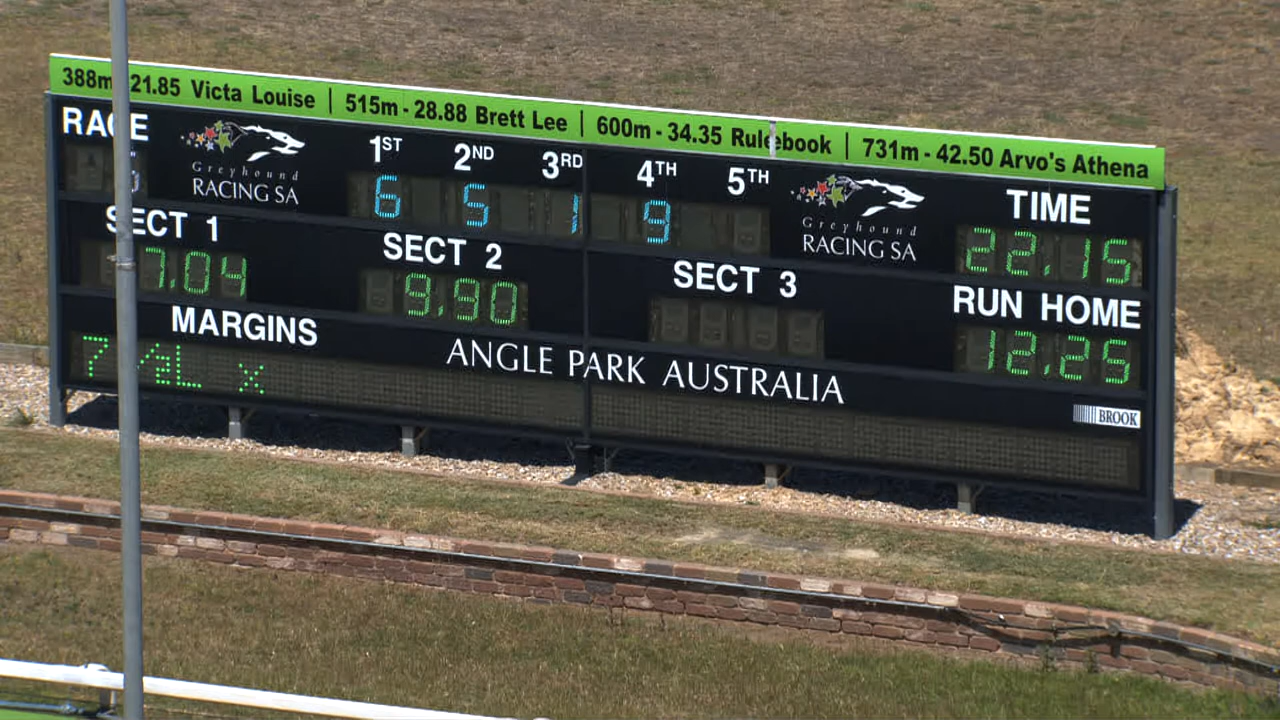 388m 21.85 Victa Louise | 515m - 28.88 Brett Lee | 600m - 34.35 Rulebook | 731m - 42.50 Arvo's Athena
RACE
Greyhound
RACING SA
1ST 2ND 3RD 4TH 5TH
6 5 1 9
Greyhound
RACING SA
TIME
22.15
SECT 1
7.04
SECT 2
9.90
SECT 3
RUN HOME
12.25
MARGINS
7 x
ANGLE PARK AUSTRALIA
BROOK